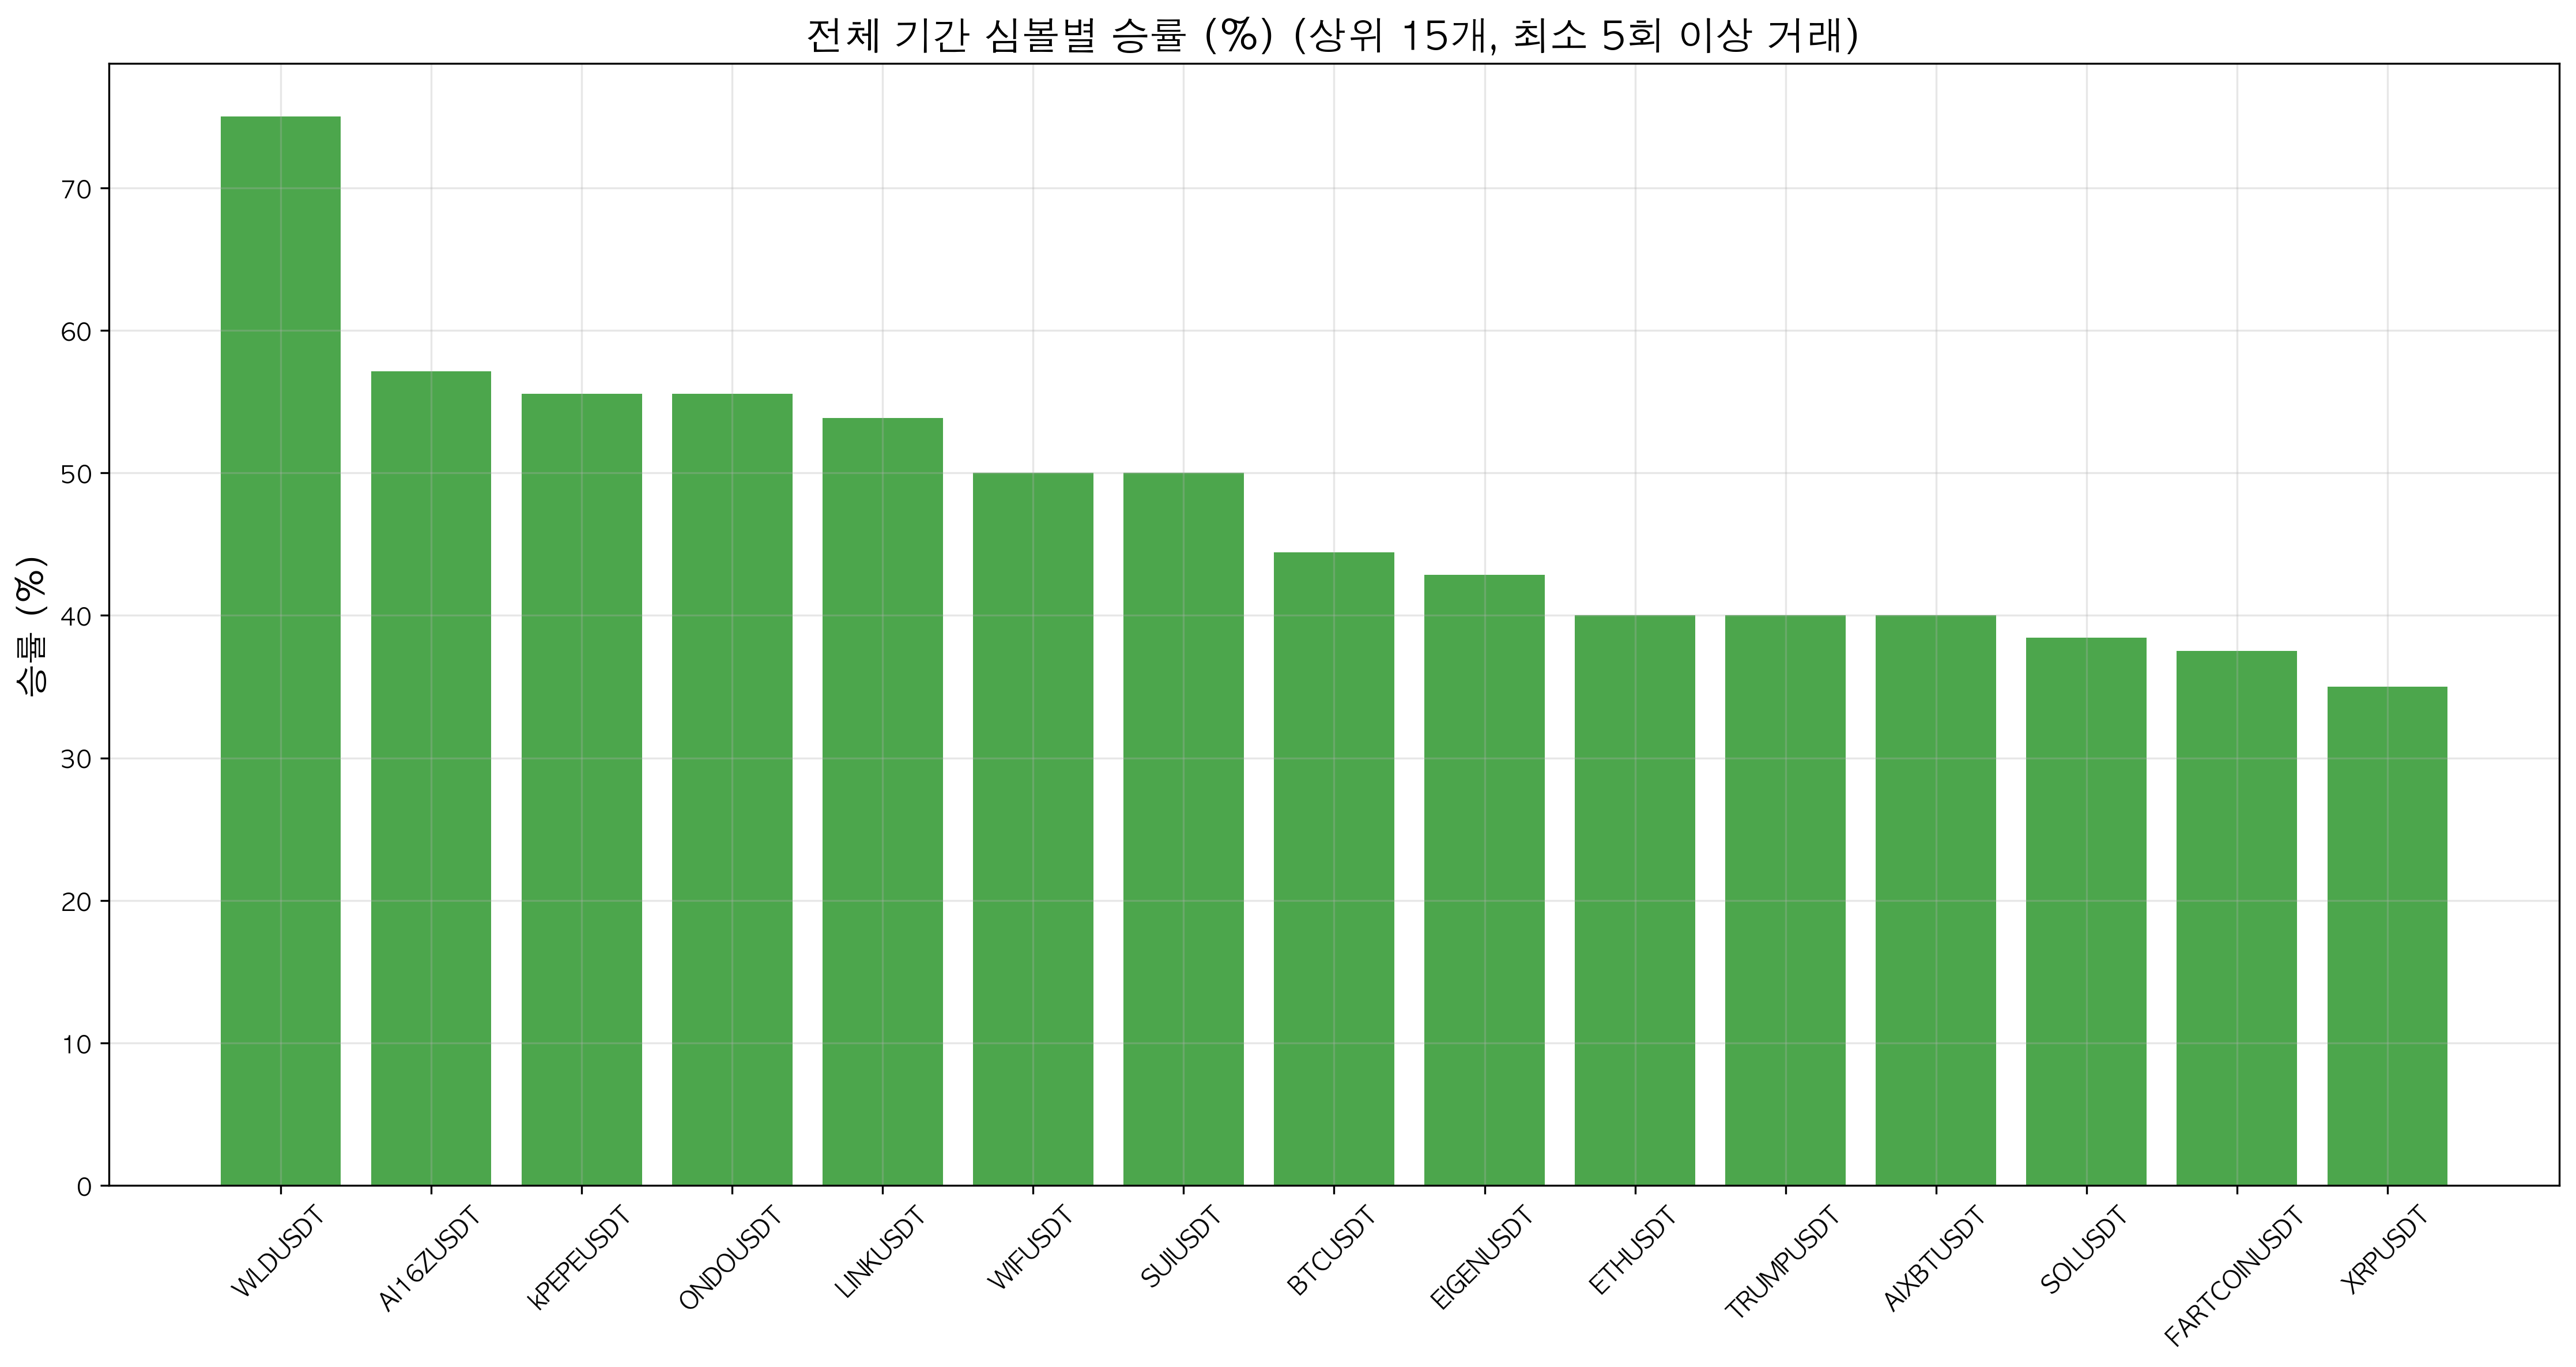 전체 기간 심볼별 승률 (%) (상위 15개, 최소 5회 이상 거래)
승률 (%)
70
60
50
40
30
20
10
0
WLDUSDT
AI16ZUSDT
kPEPEUSDT
ONDOUSDT
LINKUSDT
WIFUSDT
SUIUSDT
BTCUSDT
EIGENUSDT
ETHUSDT
TRUMPUSDT
AIXBTUSDT
SOLUSDT
FARTCOINUSDT
XRPUSDT